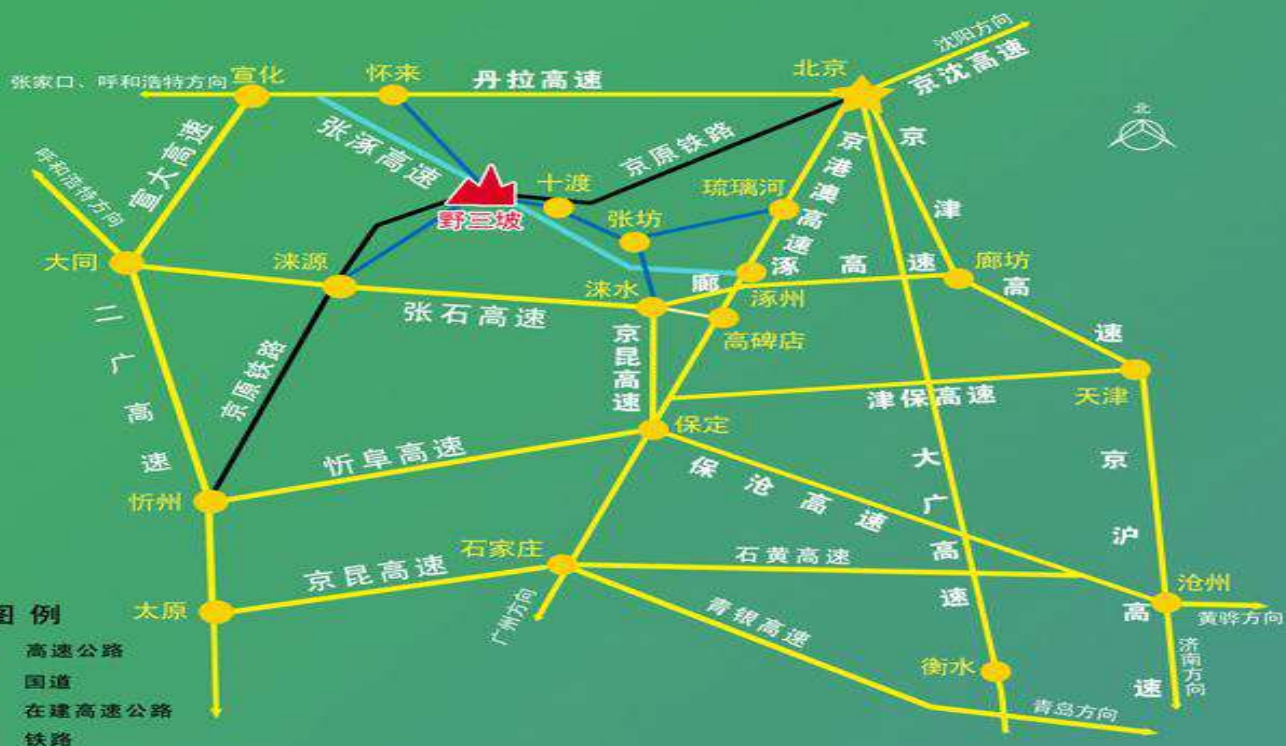 沈阳方向
京沈高速
北京
张家口、呼和浩特方向
宣化
怀来
丹拉高速
北
宣大高速
张涿高速
京原铁路
京港澳高速
京津高速
呼和浩特方向
野三坡
十渡
琉璃河
张坊
大同
涞源
涞水
廊涿高速
涿州
廊坊
张石高速
京昆高速
高碑店
二广高速
京原铁路
津保高速
天津
保定
忻阜高速
保沧高速
大广高速
京沪高速
忻州
石家庄
石黄高速
京昆高速
太原
广州方向
青银高速
沧州
黄骅方向
济南方向
衡水
青岛方向
图 例
高速公路
国道
在建高速公路
铁路